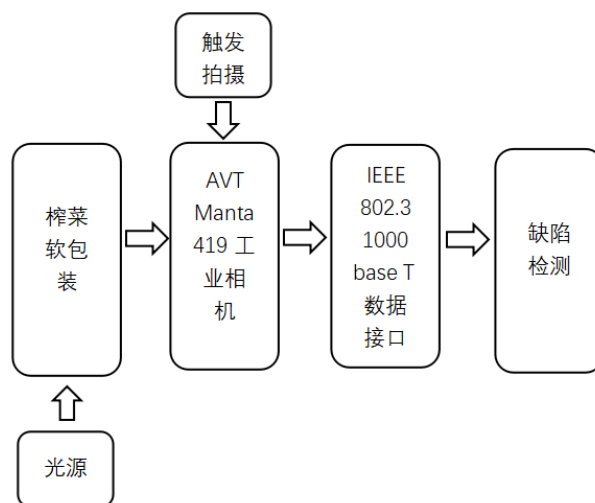 触发
拍摄
榨菜
软包
装
AVT
Manta
419 工
业相
机
IEEE
802.3
1000
base T
数据
接口
缺陷
检测
光源